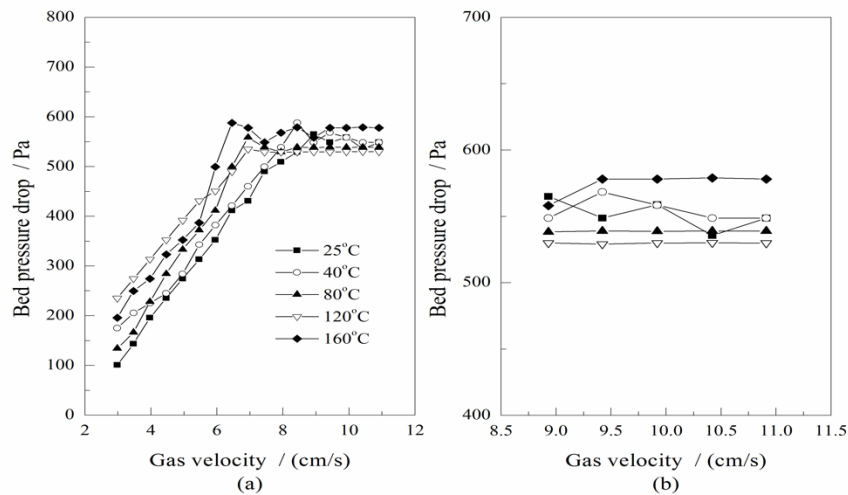 800
700
600
500
400
300
200
100
0
Bed pressure drop / Pa
25°C
40°C
80°C
120°C
160°C
2 4 6 8 10 12
Gas velocity / (cm/s)
(a)
700
600
500
400
Bed pressure drop / Pa
8.5 9.0 9.5 10.0 10.5 11.0 11.5
Gas velocity / (cm/s)
(b)